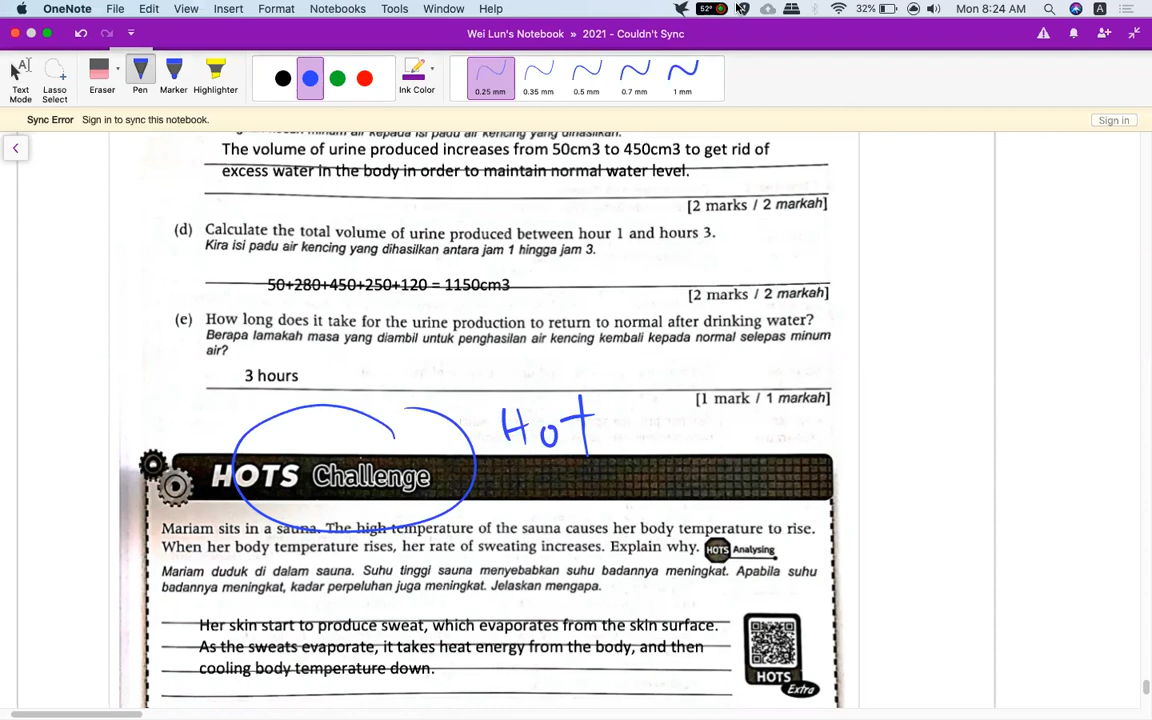 OneNote File Edit View Insert Format Notebooks Tools Window Help 52° 32% Mon 8:24 AM A
Wei Lun's Notebook » 2021 - Couldn't Sync
Text Mode Lasso Select Eraser Pen Marker Highlighter Ink Color 0.25 mm 0.35 mm 0.5 mm 0.7 mm 1 mm
Sync Error Sign in to sync this notebook. Sign in
minum air kepada isi padu air kencing yang dihasilkan.
The volume of urine produced increases from 50cm3 to 450cm3 to get rid of
excess water in the body in order to maintain normal water level.
[2 marks / 2 markah]
(d) Calculate the total volume of urine produced between hour 1 and hours 3.
Kira isi padu air kencing yang dihasilkan antara jam 1 hingga jam 3.
50+280+450+250+120 = 1150cm3
[2 marks / 2 markah]
(e) How long does it take for the urine production to return to normal after drinking water?
Berapa lamakah masa yang diambil untuk penghasilan air kencing kembali kepada normal selepas minum
air?
3 hours
[1 mark / 1 markah]
Hot
HOTS Challenge
Mariam sits in a sauna. The high temperature of the sauna causes her body temperature to rise.
When her body temperature rises, her rate of sweating increases. Explain why. HOTS Analysing
Mariam duduk di dalam sauna. Suhu tinggi sauna menyebabkan suhu badannya meningkat. Apabila suhu
badannya meningkat, kadar perpeluhan juga meningkat. Jelaskan mengapa.
Her skin start to produce sweat, which evaporates from the skin surface.
As the sweats evaporate, it takes heat energy from the body, and then
cooling body temperature down.
HOTS
Extra